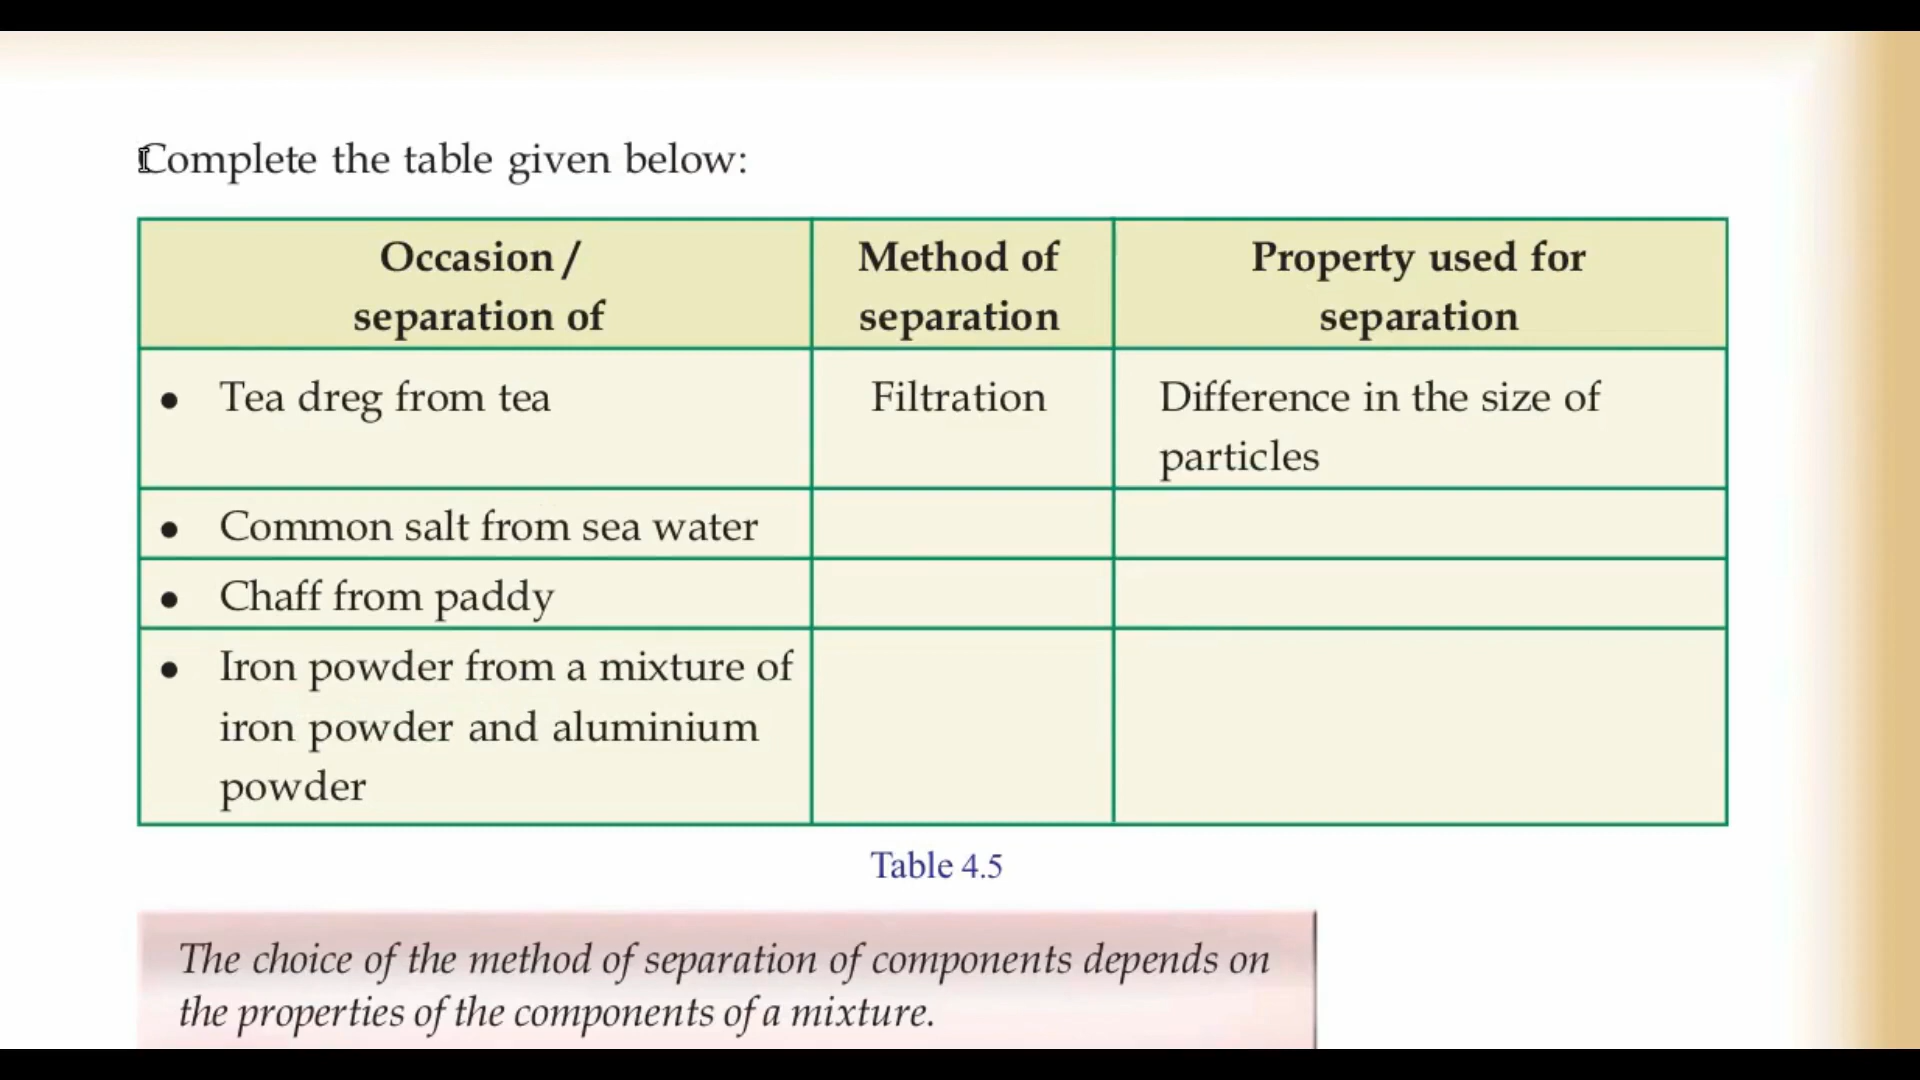 Complete the table given below:
Occasion /
separation of
Method of
separation
Property used for
separation
● Tea dreg from tea
Filtration
Difference in the size of
particles
● Common salt from sea water
● Chaff from paddy
● Iron powder from a mixture of
iron powder and aluminium
powder
Table 4.5
The choice of the method of separation of components depends on
the properties of the components of a mixture.